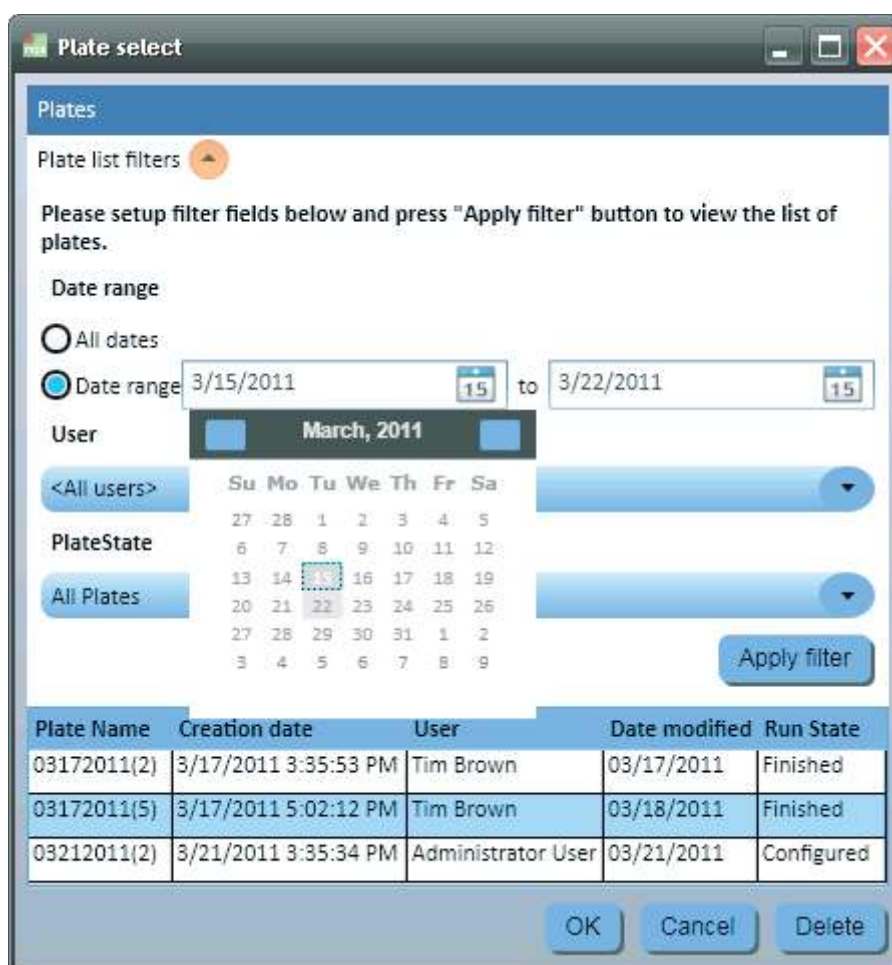 Plate select
Plates
Plate list filters
Please setup filter fields below and press "Apply filter" button to view the list of
plates.
Date range
All dates
Date range 3/15/2011 15 to 3/22/2011 15
User
March, 2011
<All users>
Su Mo Tu We Th Fr Sa
27 28 1 2 3 4 5
PlateState
6 7 8 9 10 11 12
13 14 15 16 17 18 19
All Plates
20 21 22 23 24 25 26
27 28 29 30 31 1 2
3 4 5 6 7 8 9
Apply filter
Plate Name Creation date User Date modified Run State
03172011(2) 3/17/2011 3:35:53 PM Tim Brown 03/17/2011 Finished
03172011(5) 3/17/2011 5:02:12 PM Tim Brown 03/18/2011 Finished
03212011(2) 3/21/2011 3:35:34 PM Administrator User 03/21/2011 Configured
OK Cancel Delete